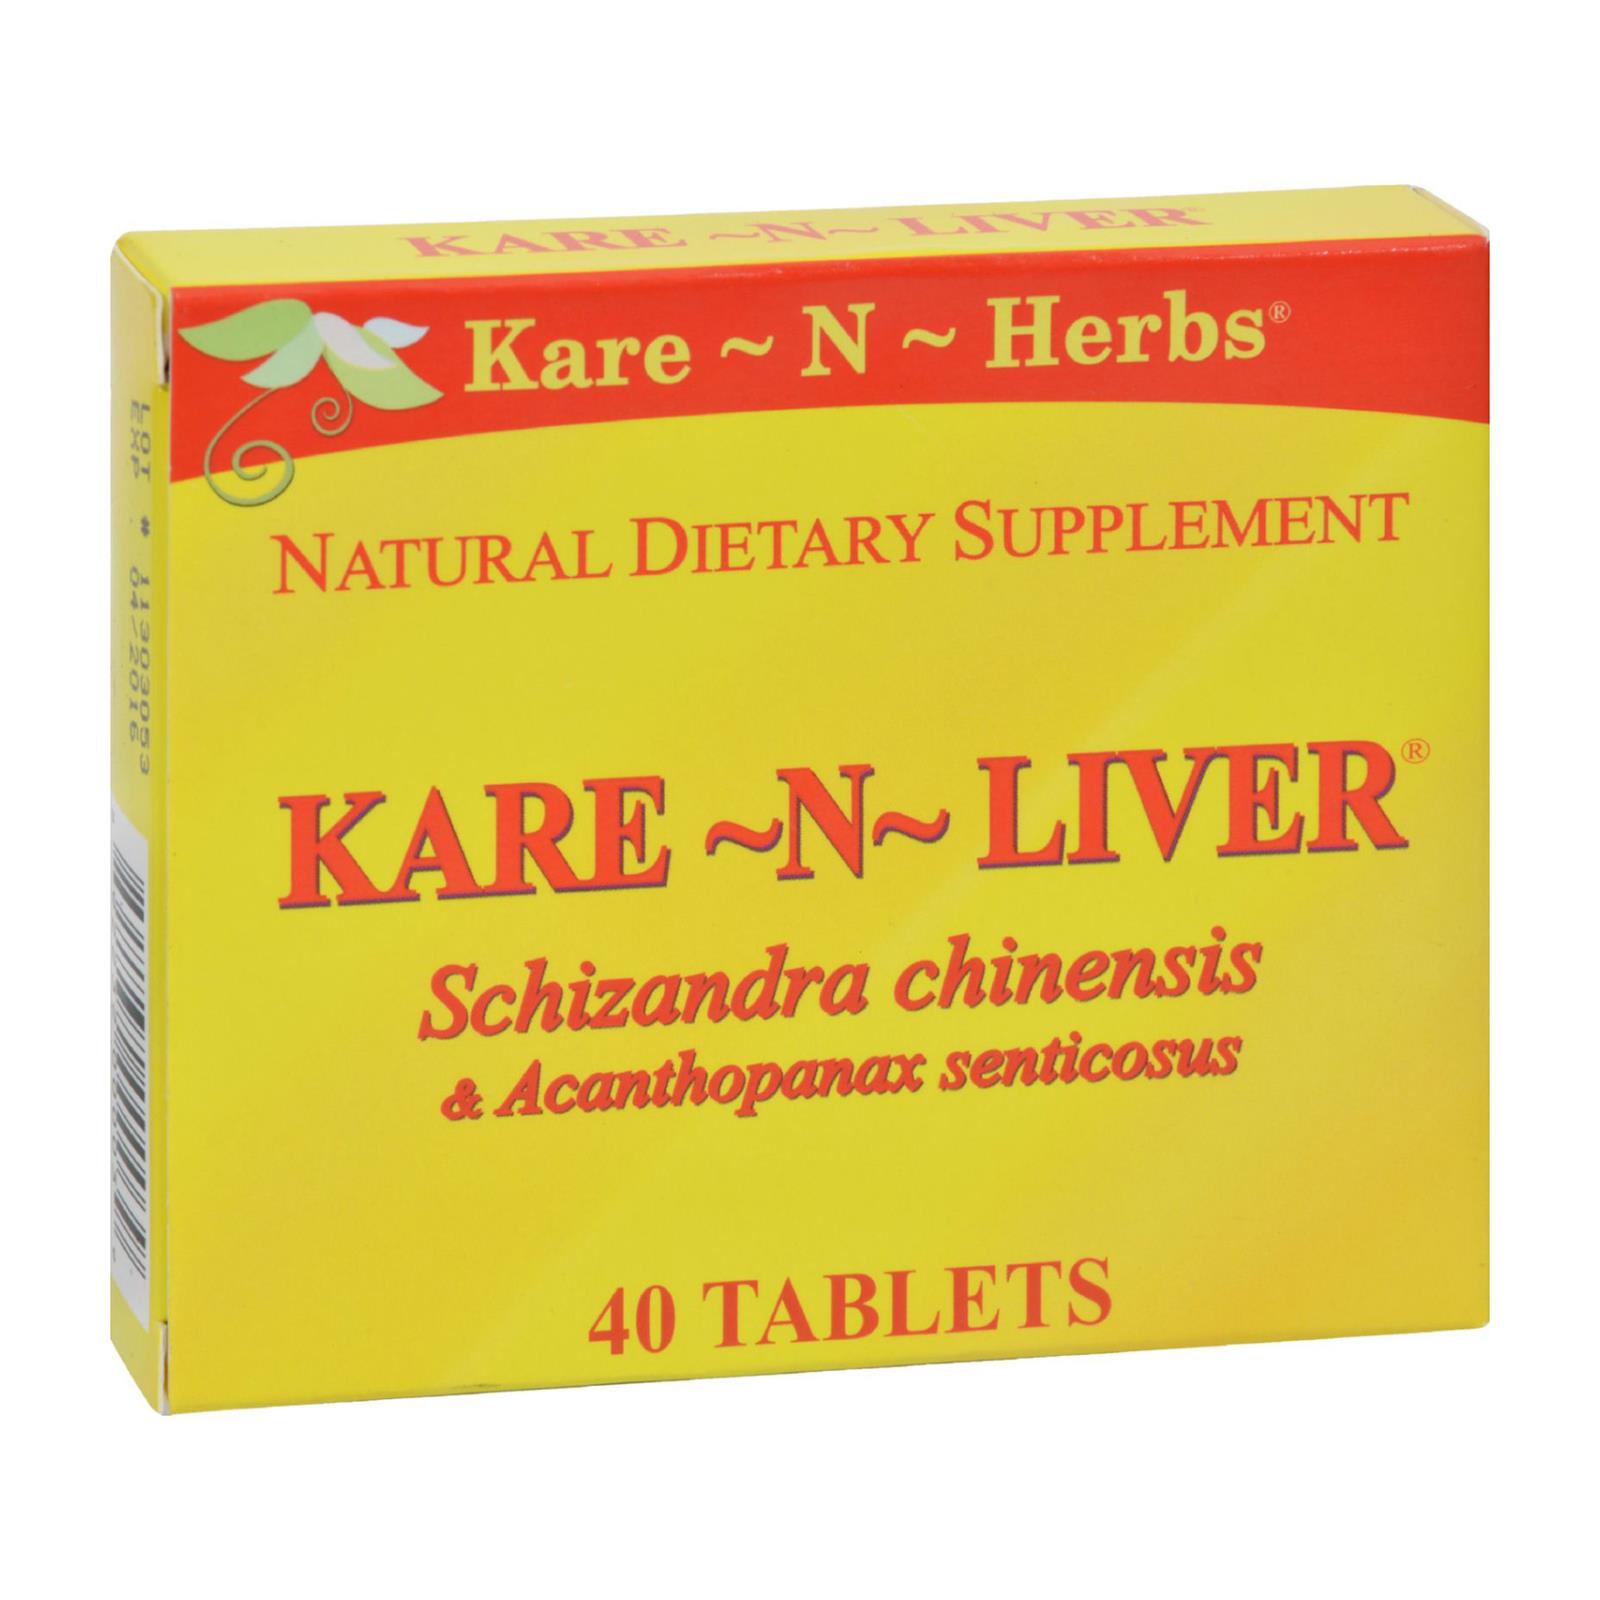 KARE ~N~ LIVER®
Kare ~ N ~ Herbs®
NATURAL DIETARY SUPPLEMENT
KARE ~N~ LIVER®
Schizandra chinensis
& Acanthopanax senticosus
40 TABLETS
LOT # 11303053
EXP. 04/2016